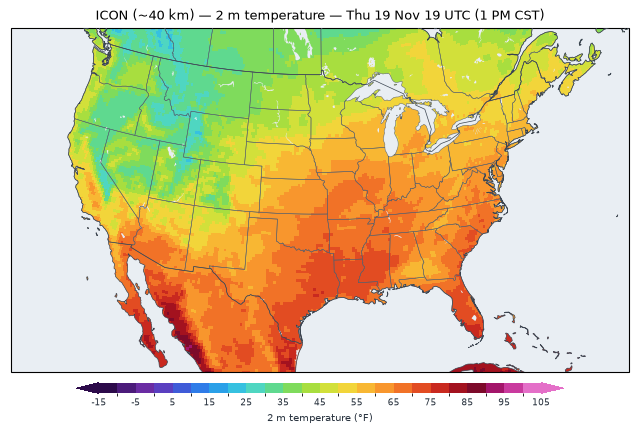 ICON (~40 km) — 2 m temperature — Thu 19 Nov 19 UTC (1 PM CST)
-15 -5 5 15 25 35 45 55 65 75 85 95 105
2 m temperature (°F)